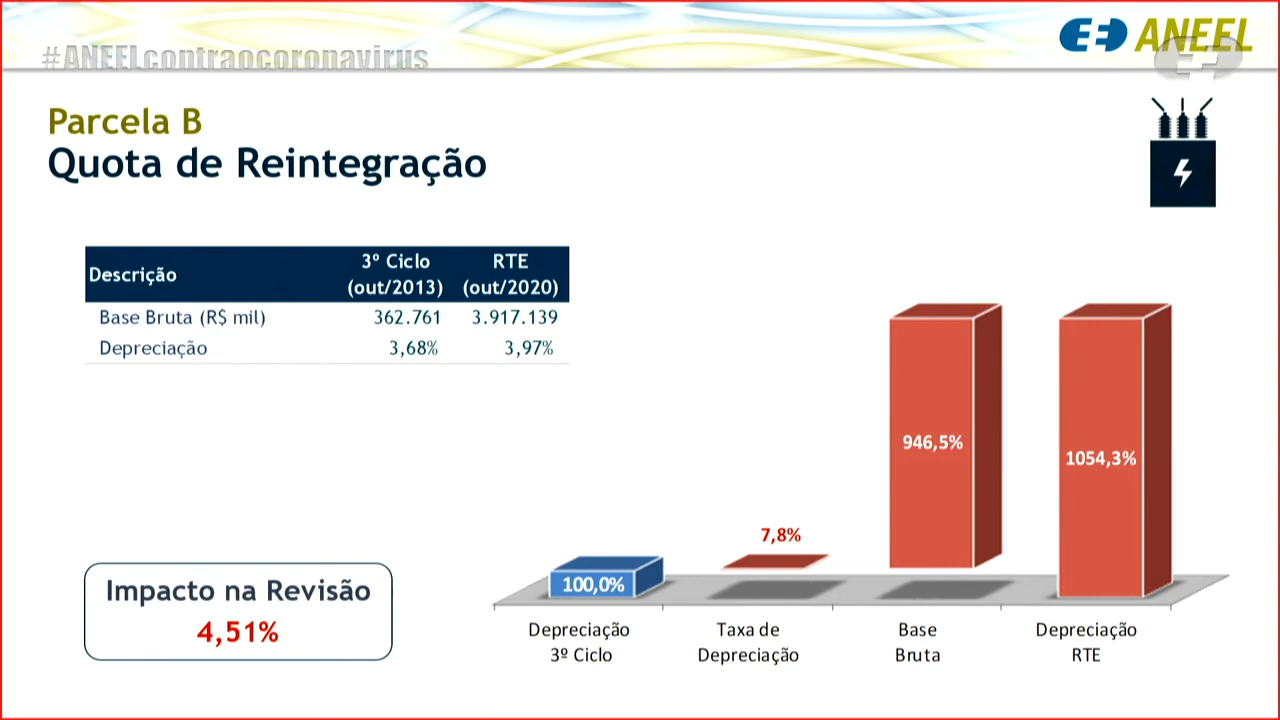 #ANEELcontraocoronavirus
ANEEL
Parcela B
Quota de Reintegração
Descrição 3º Ciclo (out/2013) RTE (out/2020)
Base Bruta (R$ mil) 362.761 3.917.139
Depreciação 3,68% 3,97%
946,5%
1054,3%
7,8%
100,0%
Impacto na Revisão
4,51%
Depreciação 3º Ciclo
Taxa de Depreciação
Base Bruta
Depreciação RTE